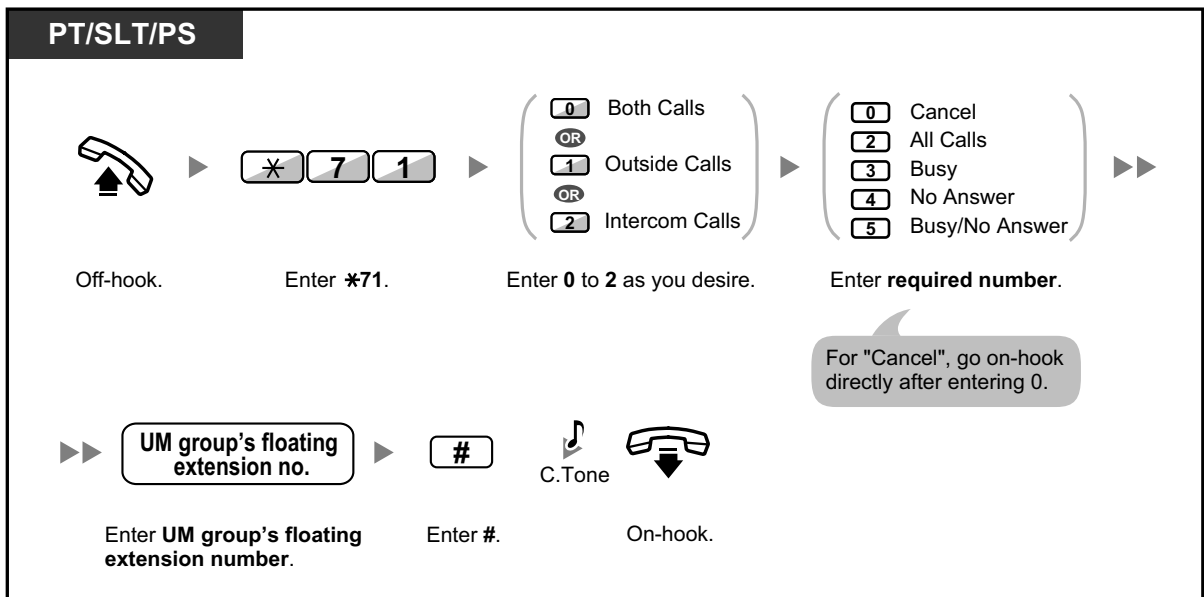 PT/SLT/PS
0 Both Calls
OR
1 Outside Calls
OR
2 Intercom Calls
0 Cancel
2 All Calls
3 Busy
4 No Answer
5 Busy/No Answer
* 7 1
Off-hook.
Enter *71.
Enter 0 to 2 as you desire.
Enter required number.
For "Cancel", go on-hook
directly after entering 0.
UM group's floating
extension no.
#
C.Tone
Enter UM group's floating
extension number.
Enter #.
On-hook.